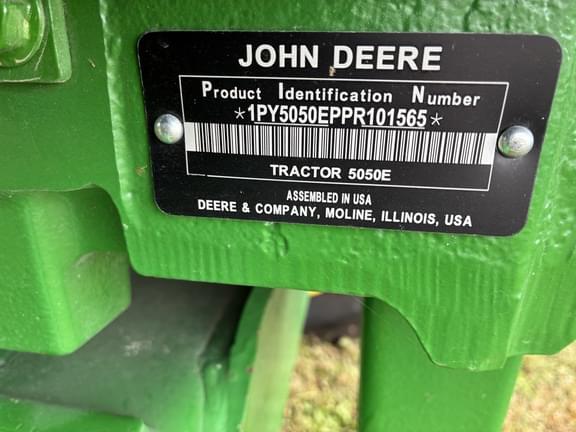 JOHN DEERE
Product Identification Number
*1PY5050EPPR101565*
TRACTOR 5050E
ASSEMBLED IN USA
DEERE & COMPANY, MOLINE, ILLINOIS, USA